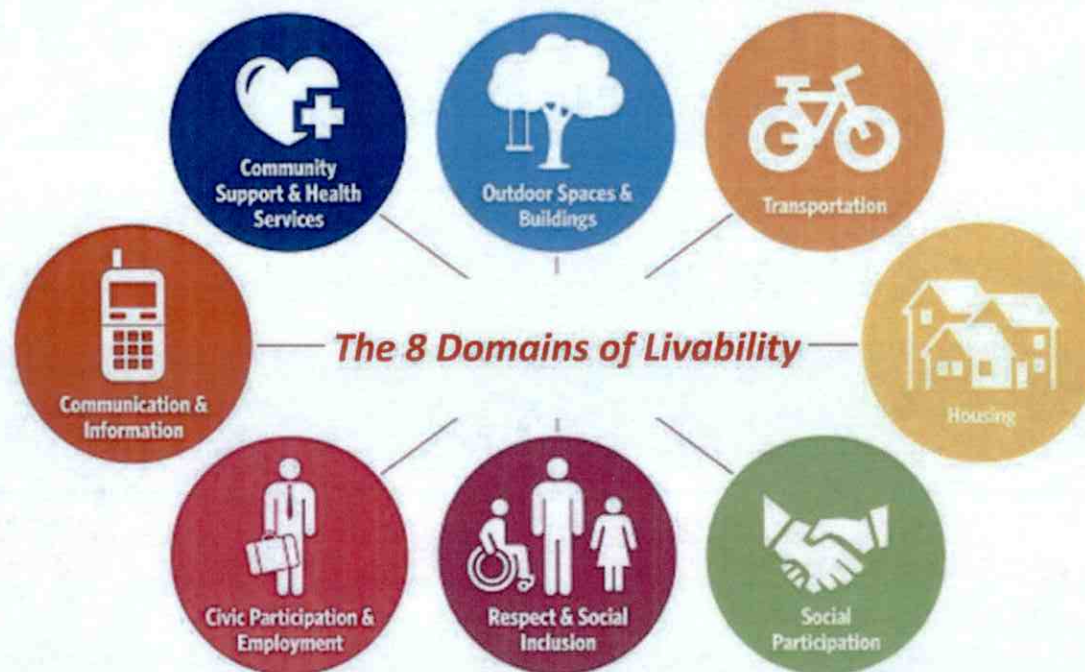 Community
Support & Health
Services
Outdoor Spaces &
Buildings
Transportation
Communication &
Information
The 8 Domains of Livability
Housing
Civic Participation &
Employment
Respect & Social
Inclusion
Social
Participation